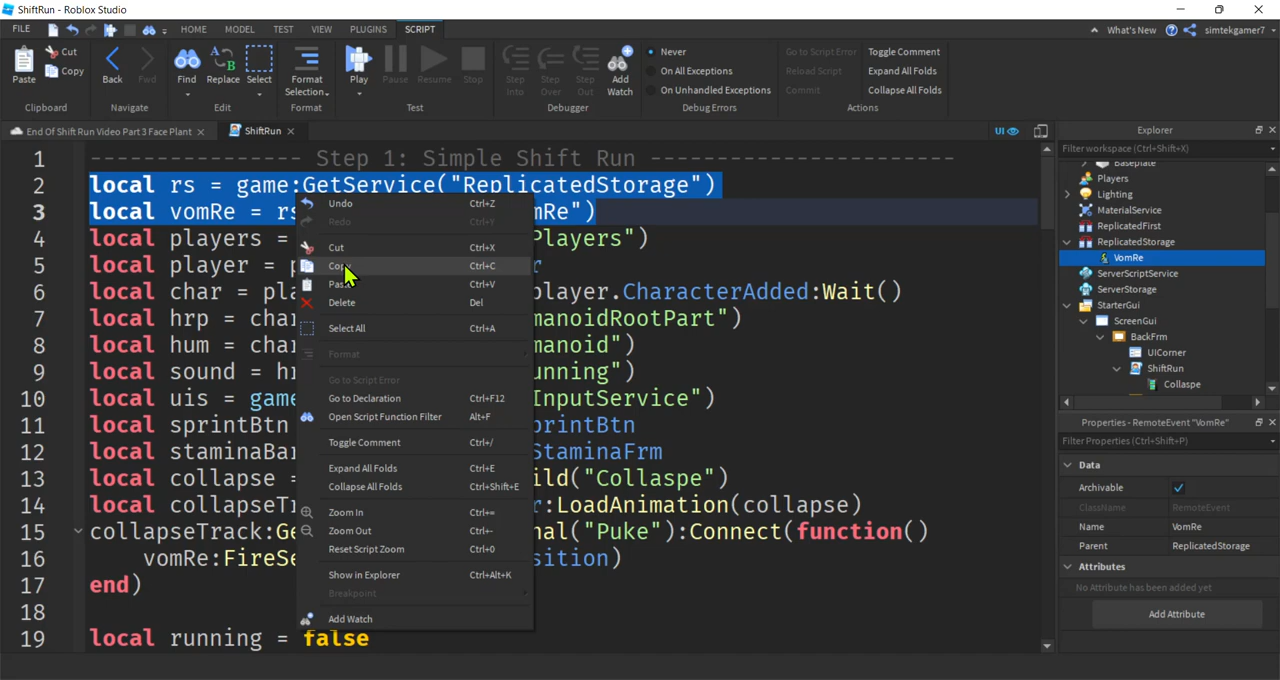 ShiftRun - Roblox Studio
FILE HOME MODEL TEST VIEW PLUGINS SCRIPT What's New simtekgamer7
Paste Cut Copy Back Fwd Find Replace Select Format Selection Play Pause Resume Stop Step Into Step Over Step Out Add Watch
Never On All Exceptions On Unhandled Exceptions
Go to Script Error Reload Script Commit
Toggle Comment Expand All Folds Collapse All Folds
Clipboard Navigate Edit Format Test Debugger Debug Errors Actions
End Of Shift Run Video Part 3 Face Plant ShiftRun UI
1 ---------------- Step 1: Simple Shift Run -----------------------
2 local rs = game:GetService("ReplicatedStorage")
3 local vomRe = rs mRe")
4 local players = Players")
5 local player = p r
6 local char = pla player.CharacterAdded:Wait()
7 local hrp = cha manoidRootPart")
8 local hum = cha manoid")
9 local sound = h unning")
10 local uis = game InputService")
11 local sprintBtn printBtn
12 local staminaBa StaminaFrm
13 local collapse = ild("Collaspe")
14 local collapseT r:LoadAnimation(collapse)
15 collapseTrack:Ge nal("Puke"):Connect(function()
16 vomRe:FireSe sition)
17 end)
18
19 local running = false
Undo Ctrl+Z
Redo Ctrl+Y
Cut Ctrl+X
Copy Ctrl+C
Paste Ctrl+V
Delete Del
Select All Ctrl+A
Format
Go to Script Error
Go to Declaration Ctrl+F12
Open Script Function Filter Alt+F
Toggle Comment Ctrl+/
Expand All Folds Ctrl+E
Collapse All Folds Ctrl+Shift+E
Zoom In Ctrl+=
Zoom Out Ctrl+-
Reset Script Zoom Ctrl+0
Show in Explorer Ctrl+Alt+K
Breakpoint
Add Watch
Explorer
Filter workspace (Ctrl+Shift+X)
Baseplate
Players
Lighting
MaterialService
ReplicatedFirst
ReplicatedStorage
VomRe
ServerScriptService
ServerStorage
StarterGui
ScreenGui
BackFrm
UICorner
ShiftRun
Collaspe
Properties - RemoteEvent "VomRe"
Filter Properties (Ctrl+Shift+P)
Data
Archivable
ClassName RemoteEvent
Name VomRe
Parent ReplicatedStorage
Attributes
No Attribute has been added yet
Add Attribute